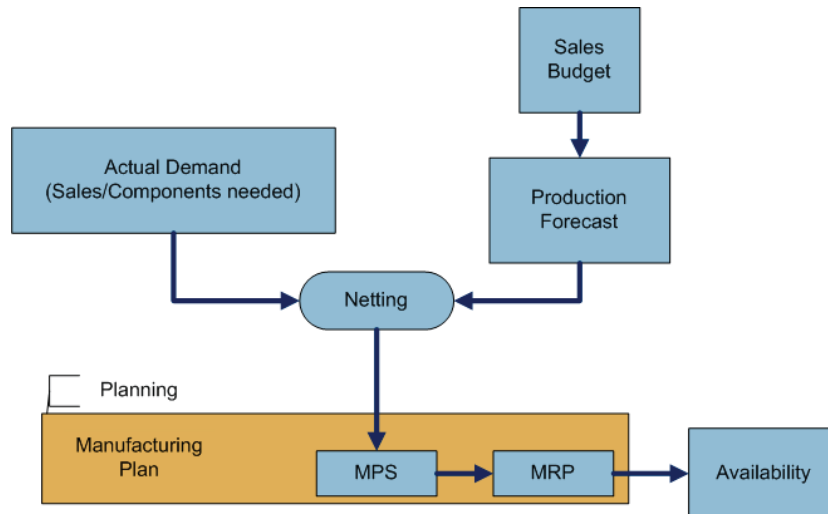 Sales
Budget
Actual Demand
(Sales/Components needed)
Production
Forecast
Netting
Planning
Manufacturing
Plan
MPS
MRP
Availability